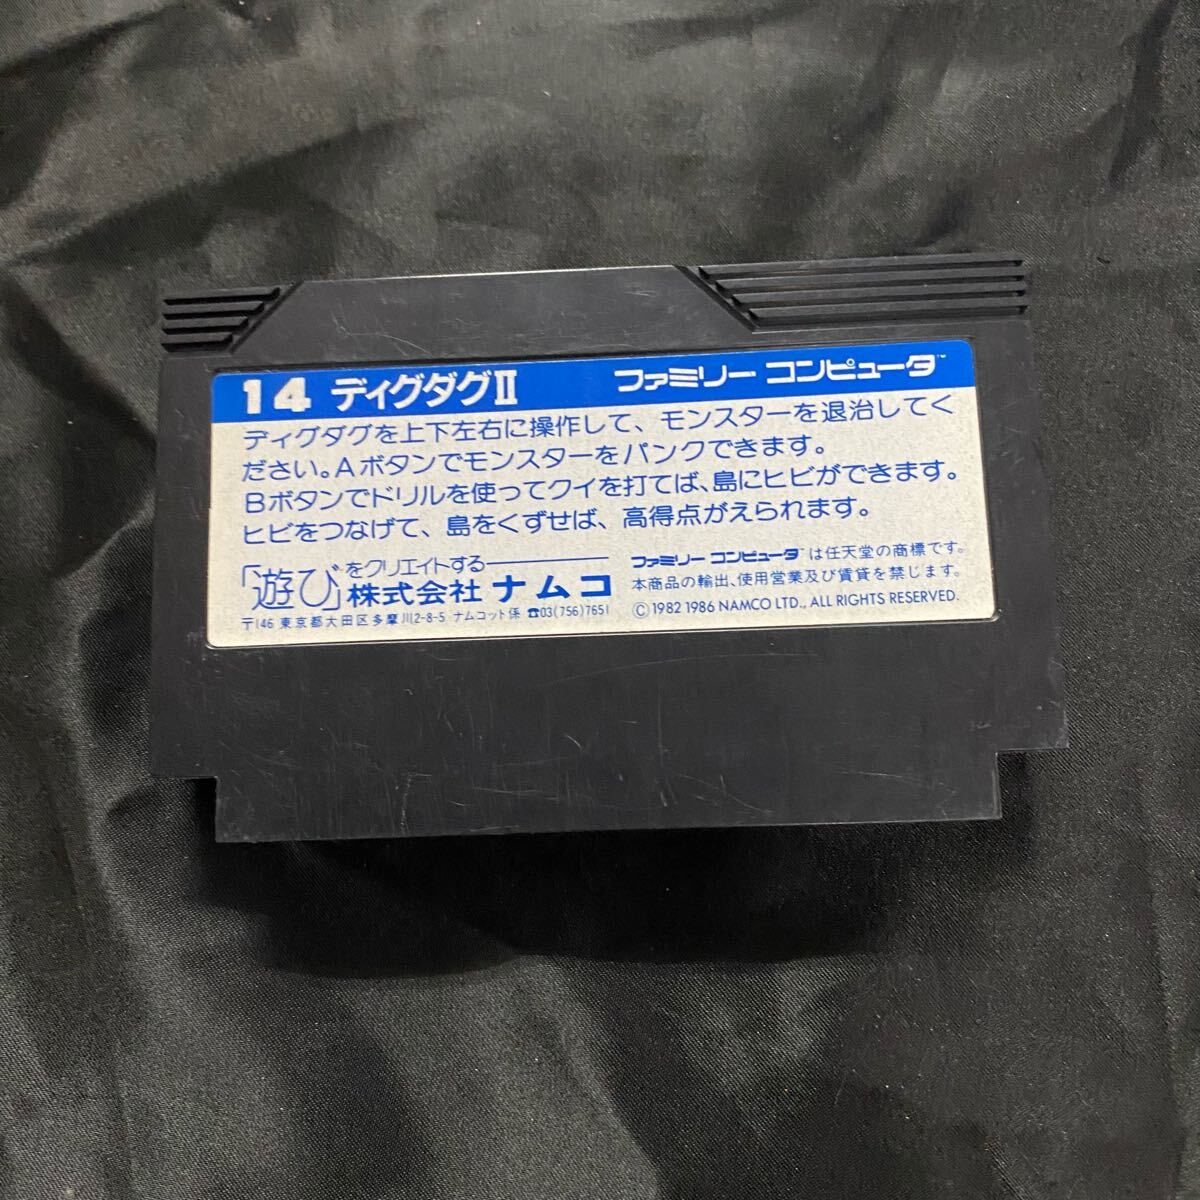 14 ディグダグII ファミリー コンピュータ™
ディグダグを上下左右に操作して、モンスターを退治してく
ださい。Aボタンでモンスターをパンクできます。
Bボタンでドリルを使ってクイを打てば、島にヒビができます。
ヒビをつなげて、島をくずせば、高得点がえられます。
「遊び」をクリエイトする
株式会社 ナムコ
〒146 東京都大田区多摩川2-8-5 ナムコット係 ☎03(756)7651
ファミリー コンピュータ™は任天堂の商標です。
本商品の輸出、使用営業及び賃貸を禁じます。
©1982 1986 NAMCO LTD., ALL RIGHTS RESERVED.